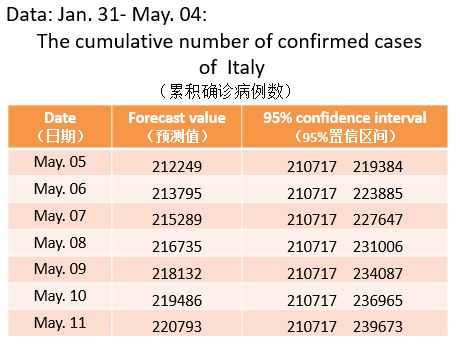 Data: Jan. 31- May. 04:
The cumulative number of confirmed cases
of Italy
（累积确诊病例数）
Date Forecast value 95% confidence interval
（日期） （预测值） （95%置信区间）
May. 05 212249 210717 219384
May. 06 213795 210717 223885
May. 07 215289 210717 227647
May. 08 216735 210717 231006
May. 09 218132 210717 234087
May. 10 219486 210717 236965
May. 11 220793 210717 239673